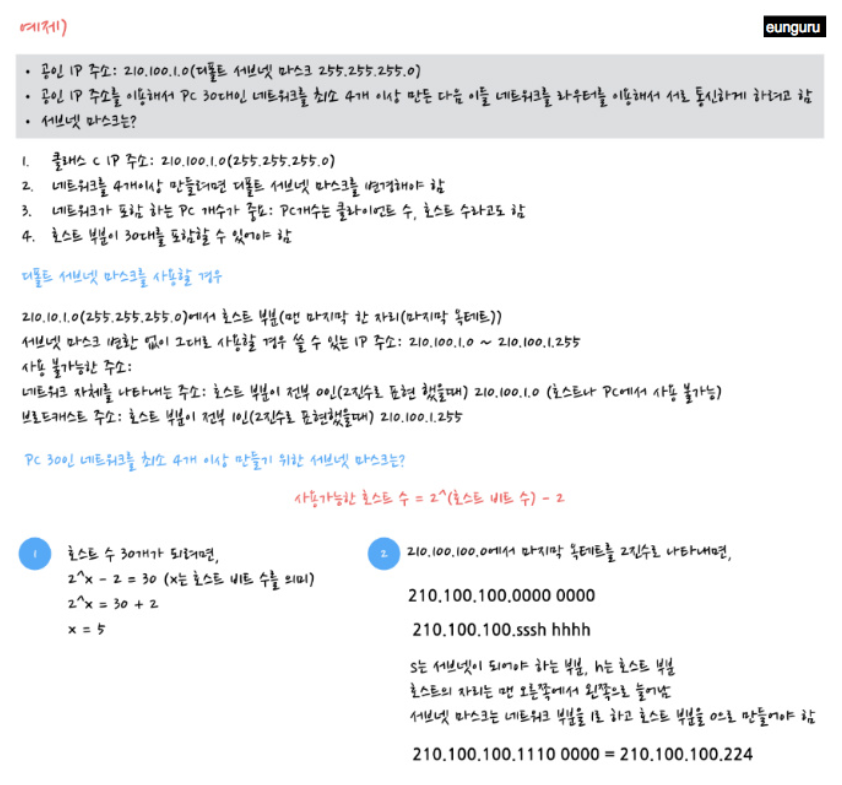 예제)
eunguru
• 공인 IP 주소: 210.100.1.0(디폴트 서브넷 마스크 255.255.255.0)
• 공인 IP 주소를 이용해서 PC 30대인 네트워크를 최소 4개 이상 만든 다음 이들 네트워크를 라우터를 이용해서 서로 통신하게 하려고 함
• 서브넷 마스크는?
1. 클래스 C IP 주소: 210.100.1.0(255.255.255.0)
2. 네트워크를 4개이상 만들려면 디폴트 서브넷 마스크를 변경해야 함
3. 네트워크가 포함 하는 PC 개수가 중요: PC개수는 클라이언트 수, 호스트 수라고도 함
4. 호스트 부분이 30대를 포함할 수 있어야 함
디폴트 서브넷 마스크를 사용할 경우
210.10.1.0(255.255.255.0)에서 호스트 부분(맨 마지막 한 자리(마지막 옥테트))
서브넷 마스크 변환 없이 그대로 사용할 경우 쓸 수 있는 IP 주소: 210.100.1.0 ~ 210.100.1.255
사용 불가능한 주소:
네트워크 자체를 나타내는 주소: 호스트 부분이 전부 0인(2진수로 표현 했을때) 210.100.1.0 (호스트나 PC에서 사용 불가능)
브로드캐스트 주소: 호스트 부분이 전부 1인(2진수로 표현했을때) 210.100.1.255
PC 30인 네트워크를 최소 4개 이상 만들기 위한 서브넷 마스크는?
사용가능한 호스트 수 = 2^(호스트 비트 수) - 2
1
호스트 수 30개가 되려면,
2^x - 2 = 30 (x는 호스트 비트 수를 의미)
2^x = 30 + 2
x = 5
2
210.100.100.0에서 마지막 옥테트를 2진수로 나타내면,
210.100.100.0000 0000
210.100.100.sssh hhhh
s는 서브넷이 되어야 하는 부분, h는 호스트 부분
호스트의 자리는 맨 오른쪽에서 왼쪽으로 늘어남
서브넷 마스크는 네트워크 부분을 1로 하고 호스트 부분을 0으로 만들어야 함
210.100.100.1110 0000 = 210.100.100.224